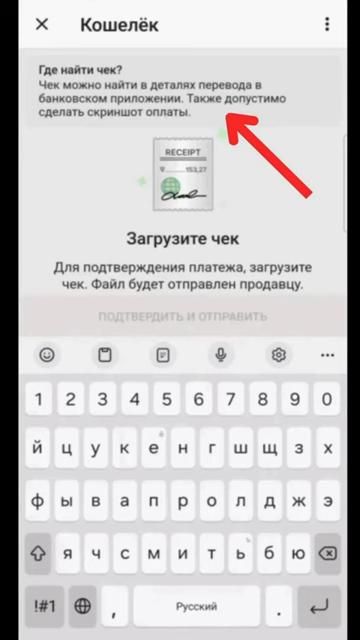 Кошелёк
Где найти чек?
Чек можно найти в деталях перевода в
банковском приложении. Также допустимо
сделать скриншот оплаты.
RECEIPT
153,27
Загрузите чек
Для подтверждения платежа, загрузите
чек. Файл будет отправлен продавцу.
ПОДТВЕРДИТЬ И ОТПРАВИТЬ
1 2 3 4 5 6 7 8 9 0
й ц у к е н г ш щ з х
ф ы в а п р о л д ж э
я ч с м и т ь б ю
!#1 , Русский .